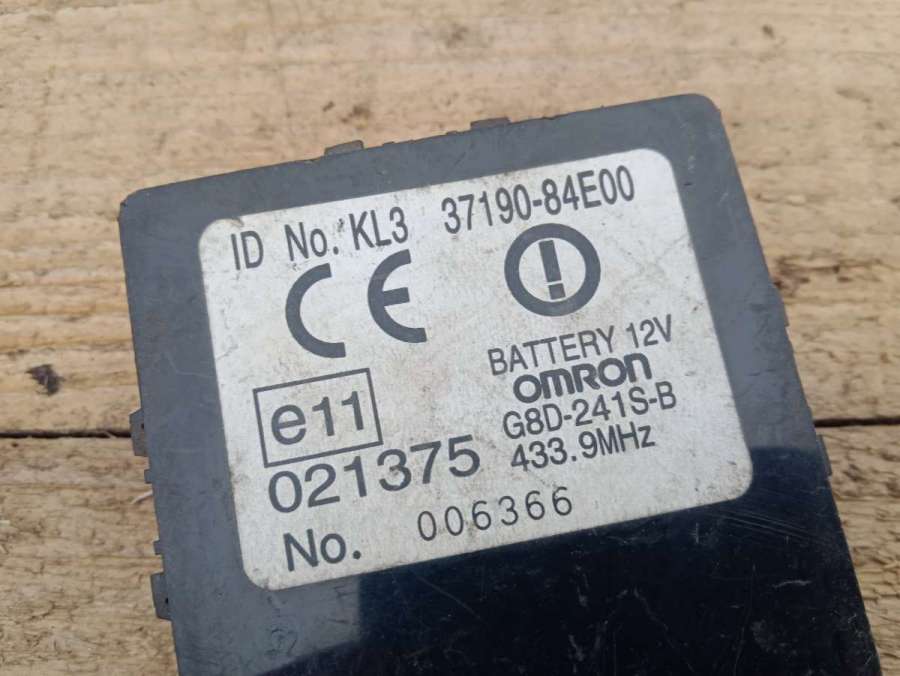 ID No. KL3 37190-84E00
CE
BATTERY 12V
OMRON
G8D-241S-B
433.9MHz
e11
021375
No. 006366